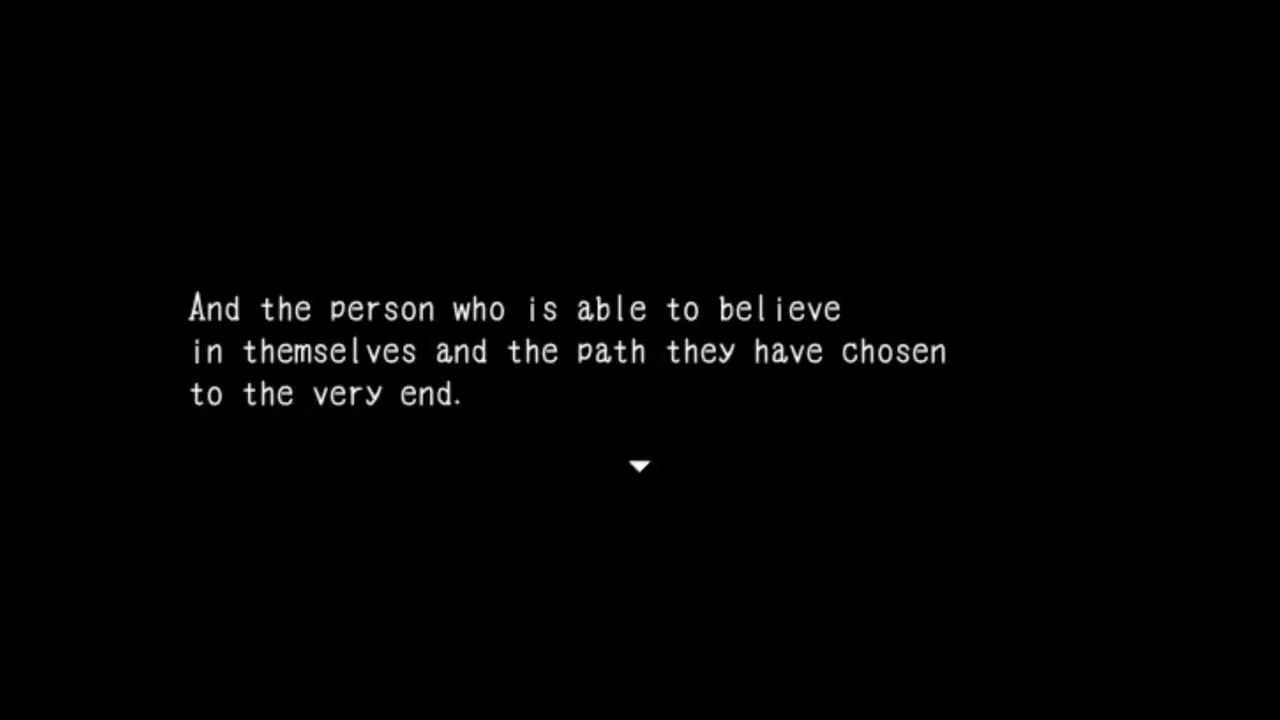 And the person who is able to believe
in themselves and the path they have chosen
to the very end.